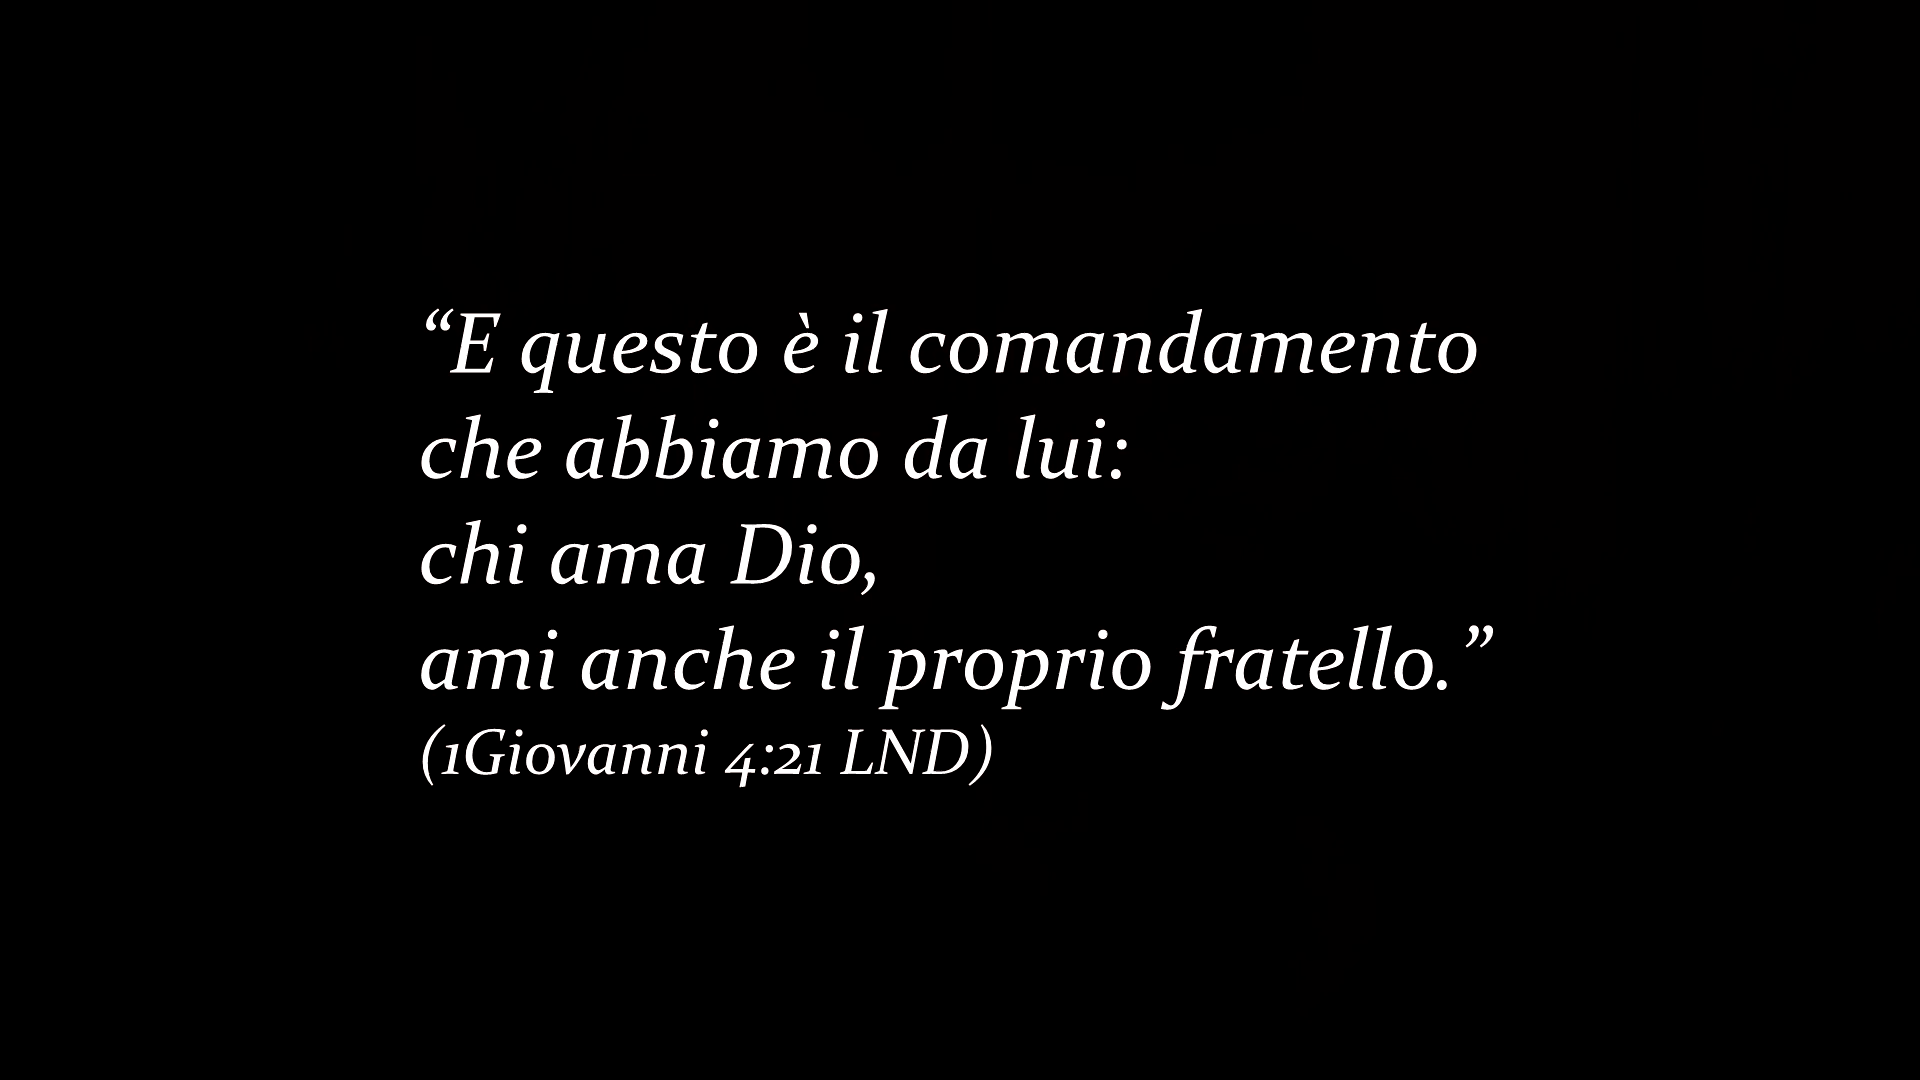 “E questo è il comandamento
che abbiamo da lui:
chi ama Dio,
ami anche il proprio fratello.”
(1Giovanni 4:21 LND)